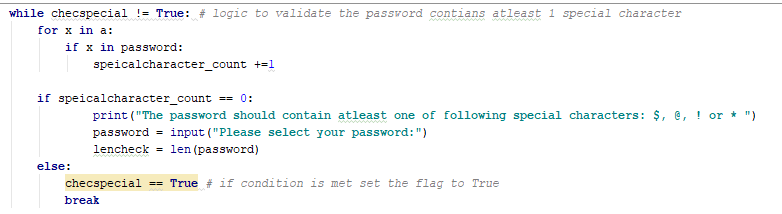 while checspecial != True: # logic to validate the password contians atleast 1 special character
for x in a:
if x in password:
speicalcharacter_count +=1
if speicalcharacter_count == 0:
print("The password should contain atleast one of following special characters: $, @, ! or * ")
password = input("Please select your password:")
lencheck = len(password)
else:
checspecial == True # if condition is met set the flag to True
break